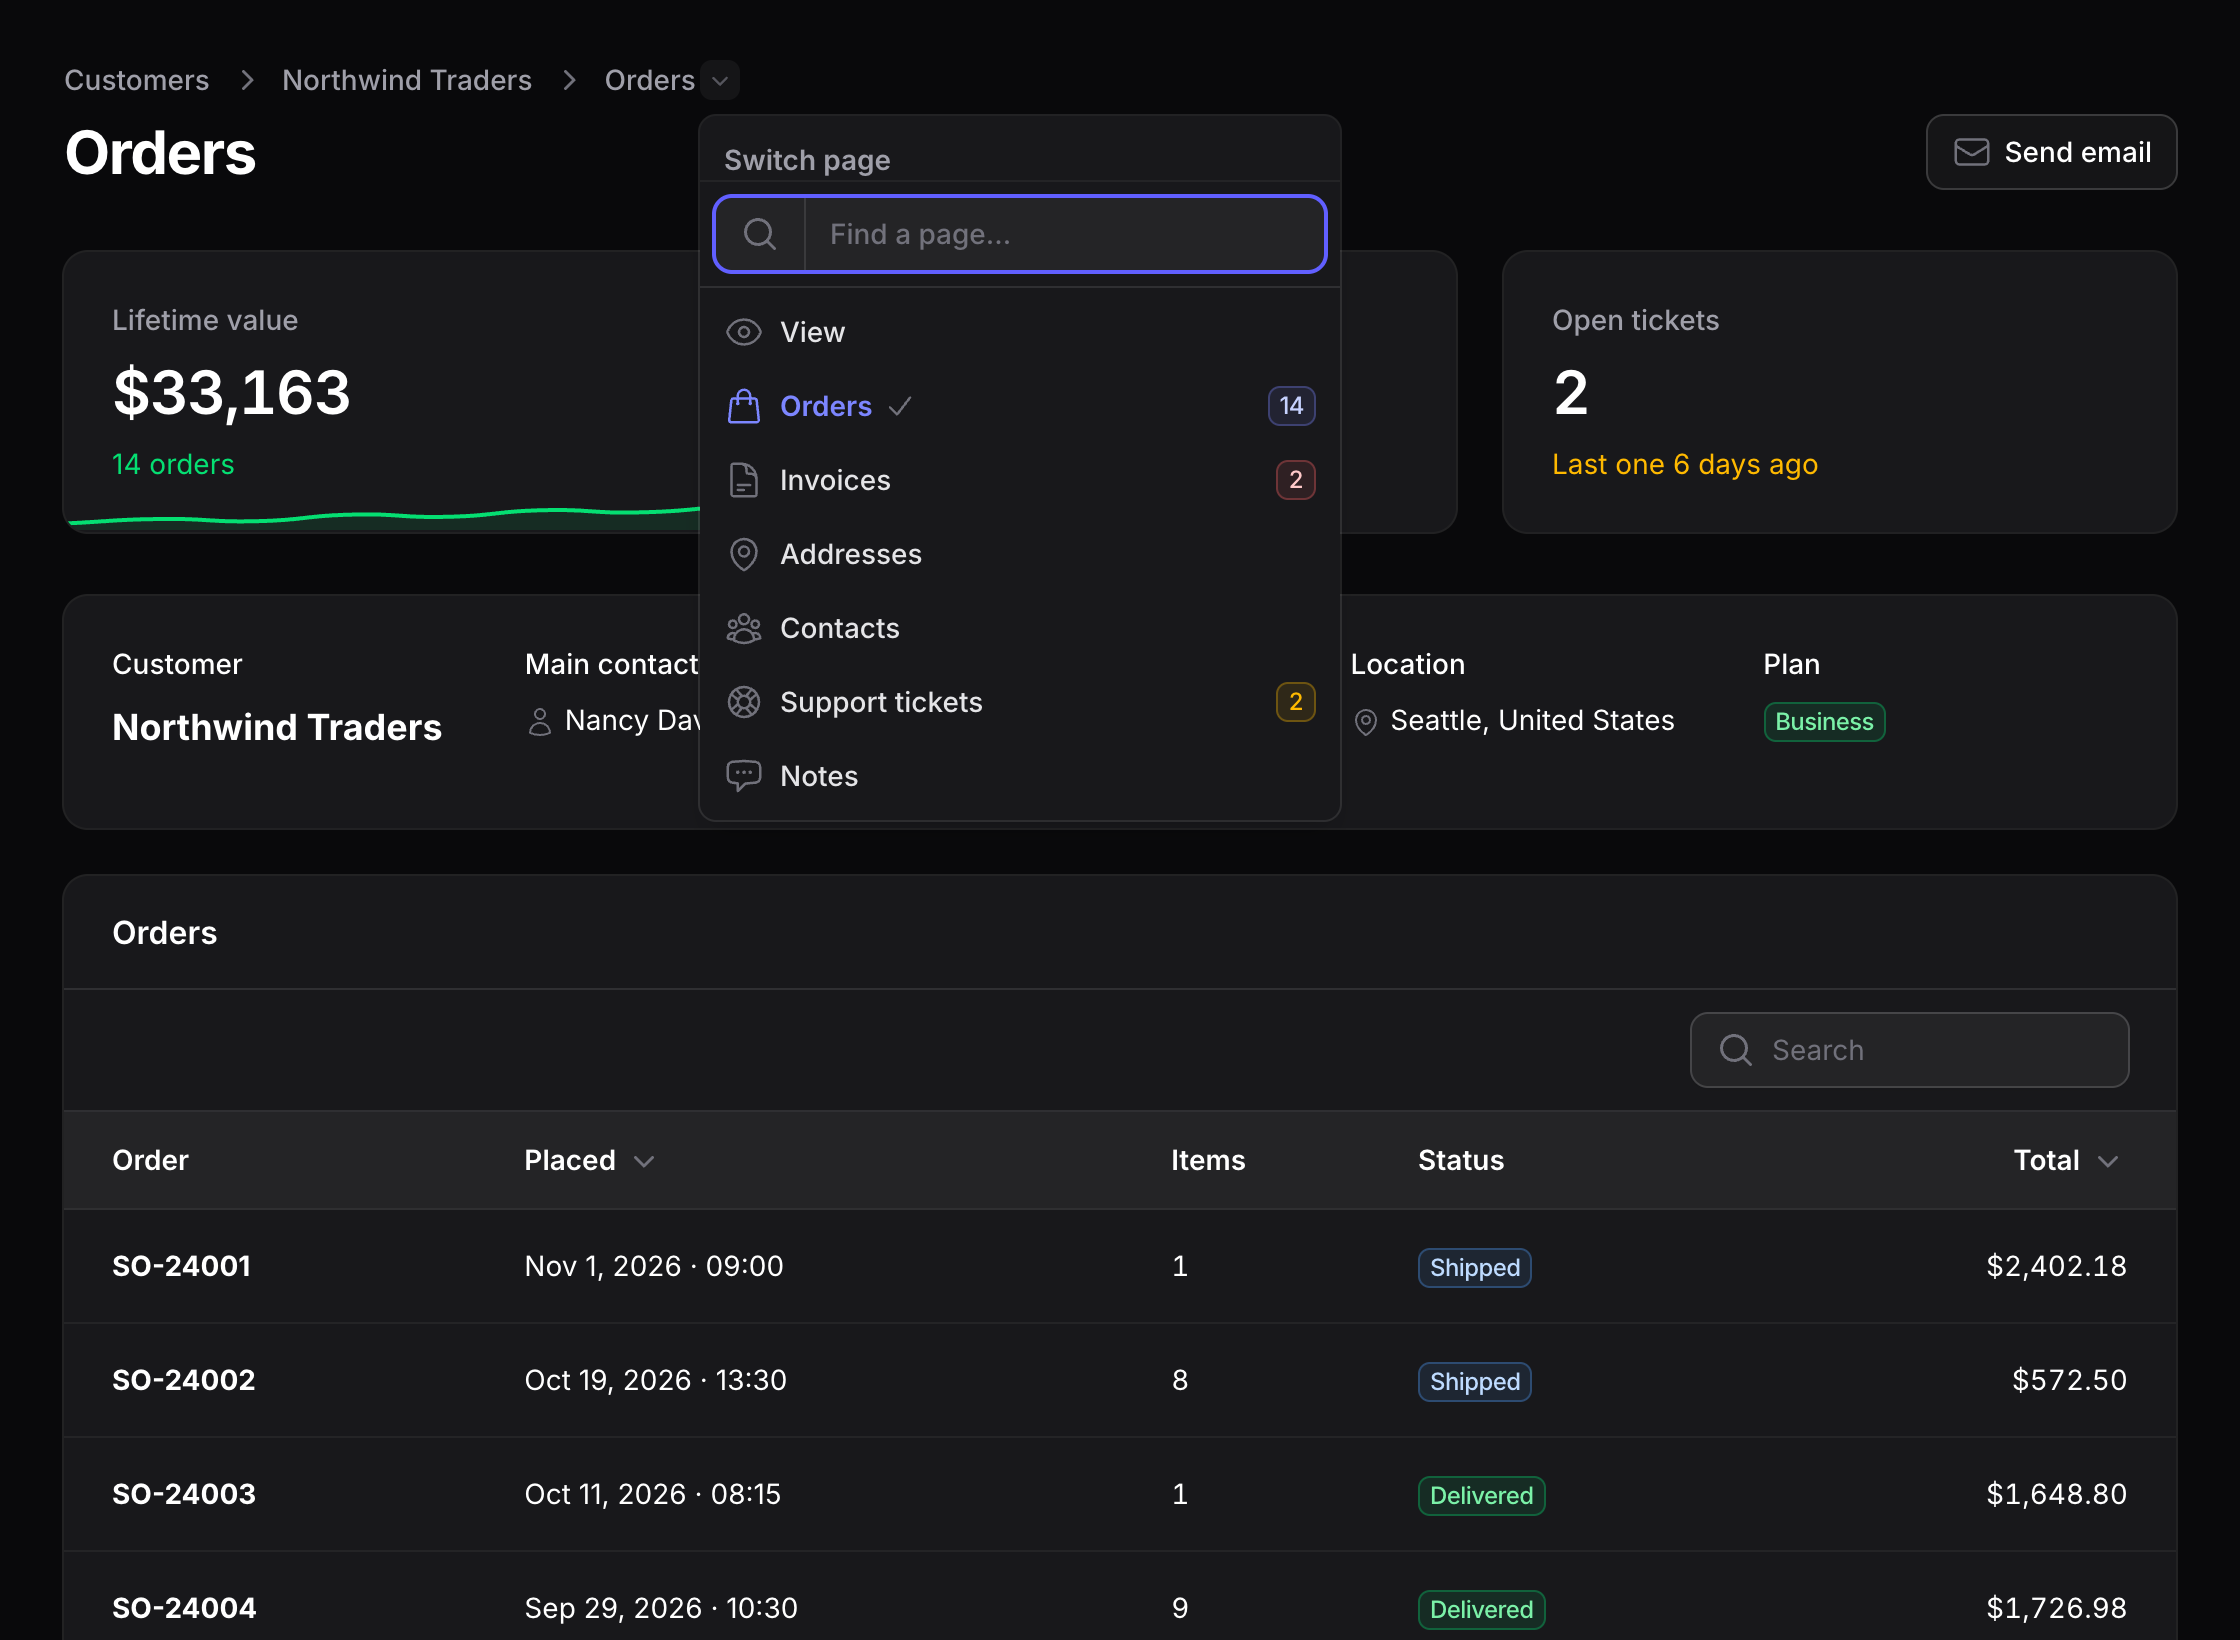 Customers > Northwind Traders > Orders
Orders
Send email
Switch page
Find a page...
View
Orders 14
Invoices 2
Addresses
Contacts
Support tickets 2
Notes
Lifetime value
$33,163
14 orders
Open tickets
2
Last one 6 days ago
Customer
Northwind Traders
Main contact
Nancy
Location
Seattle, United States
Plan
Business
Orders
Search
Order Placed Items Status Total
SO-24001 Nov 1, 2026 · 09:00 1 Shipped $2,402.18
SO-24002 Oct 19, 2026 · 13:30 8 Shipped $572.50
SO-24003 Oct 11, 2026 · 08:15 1 Delivered $1,648.80
SO-24004 Sep 29, 2026 · 10:30 9 Delivered $1,726.98